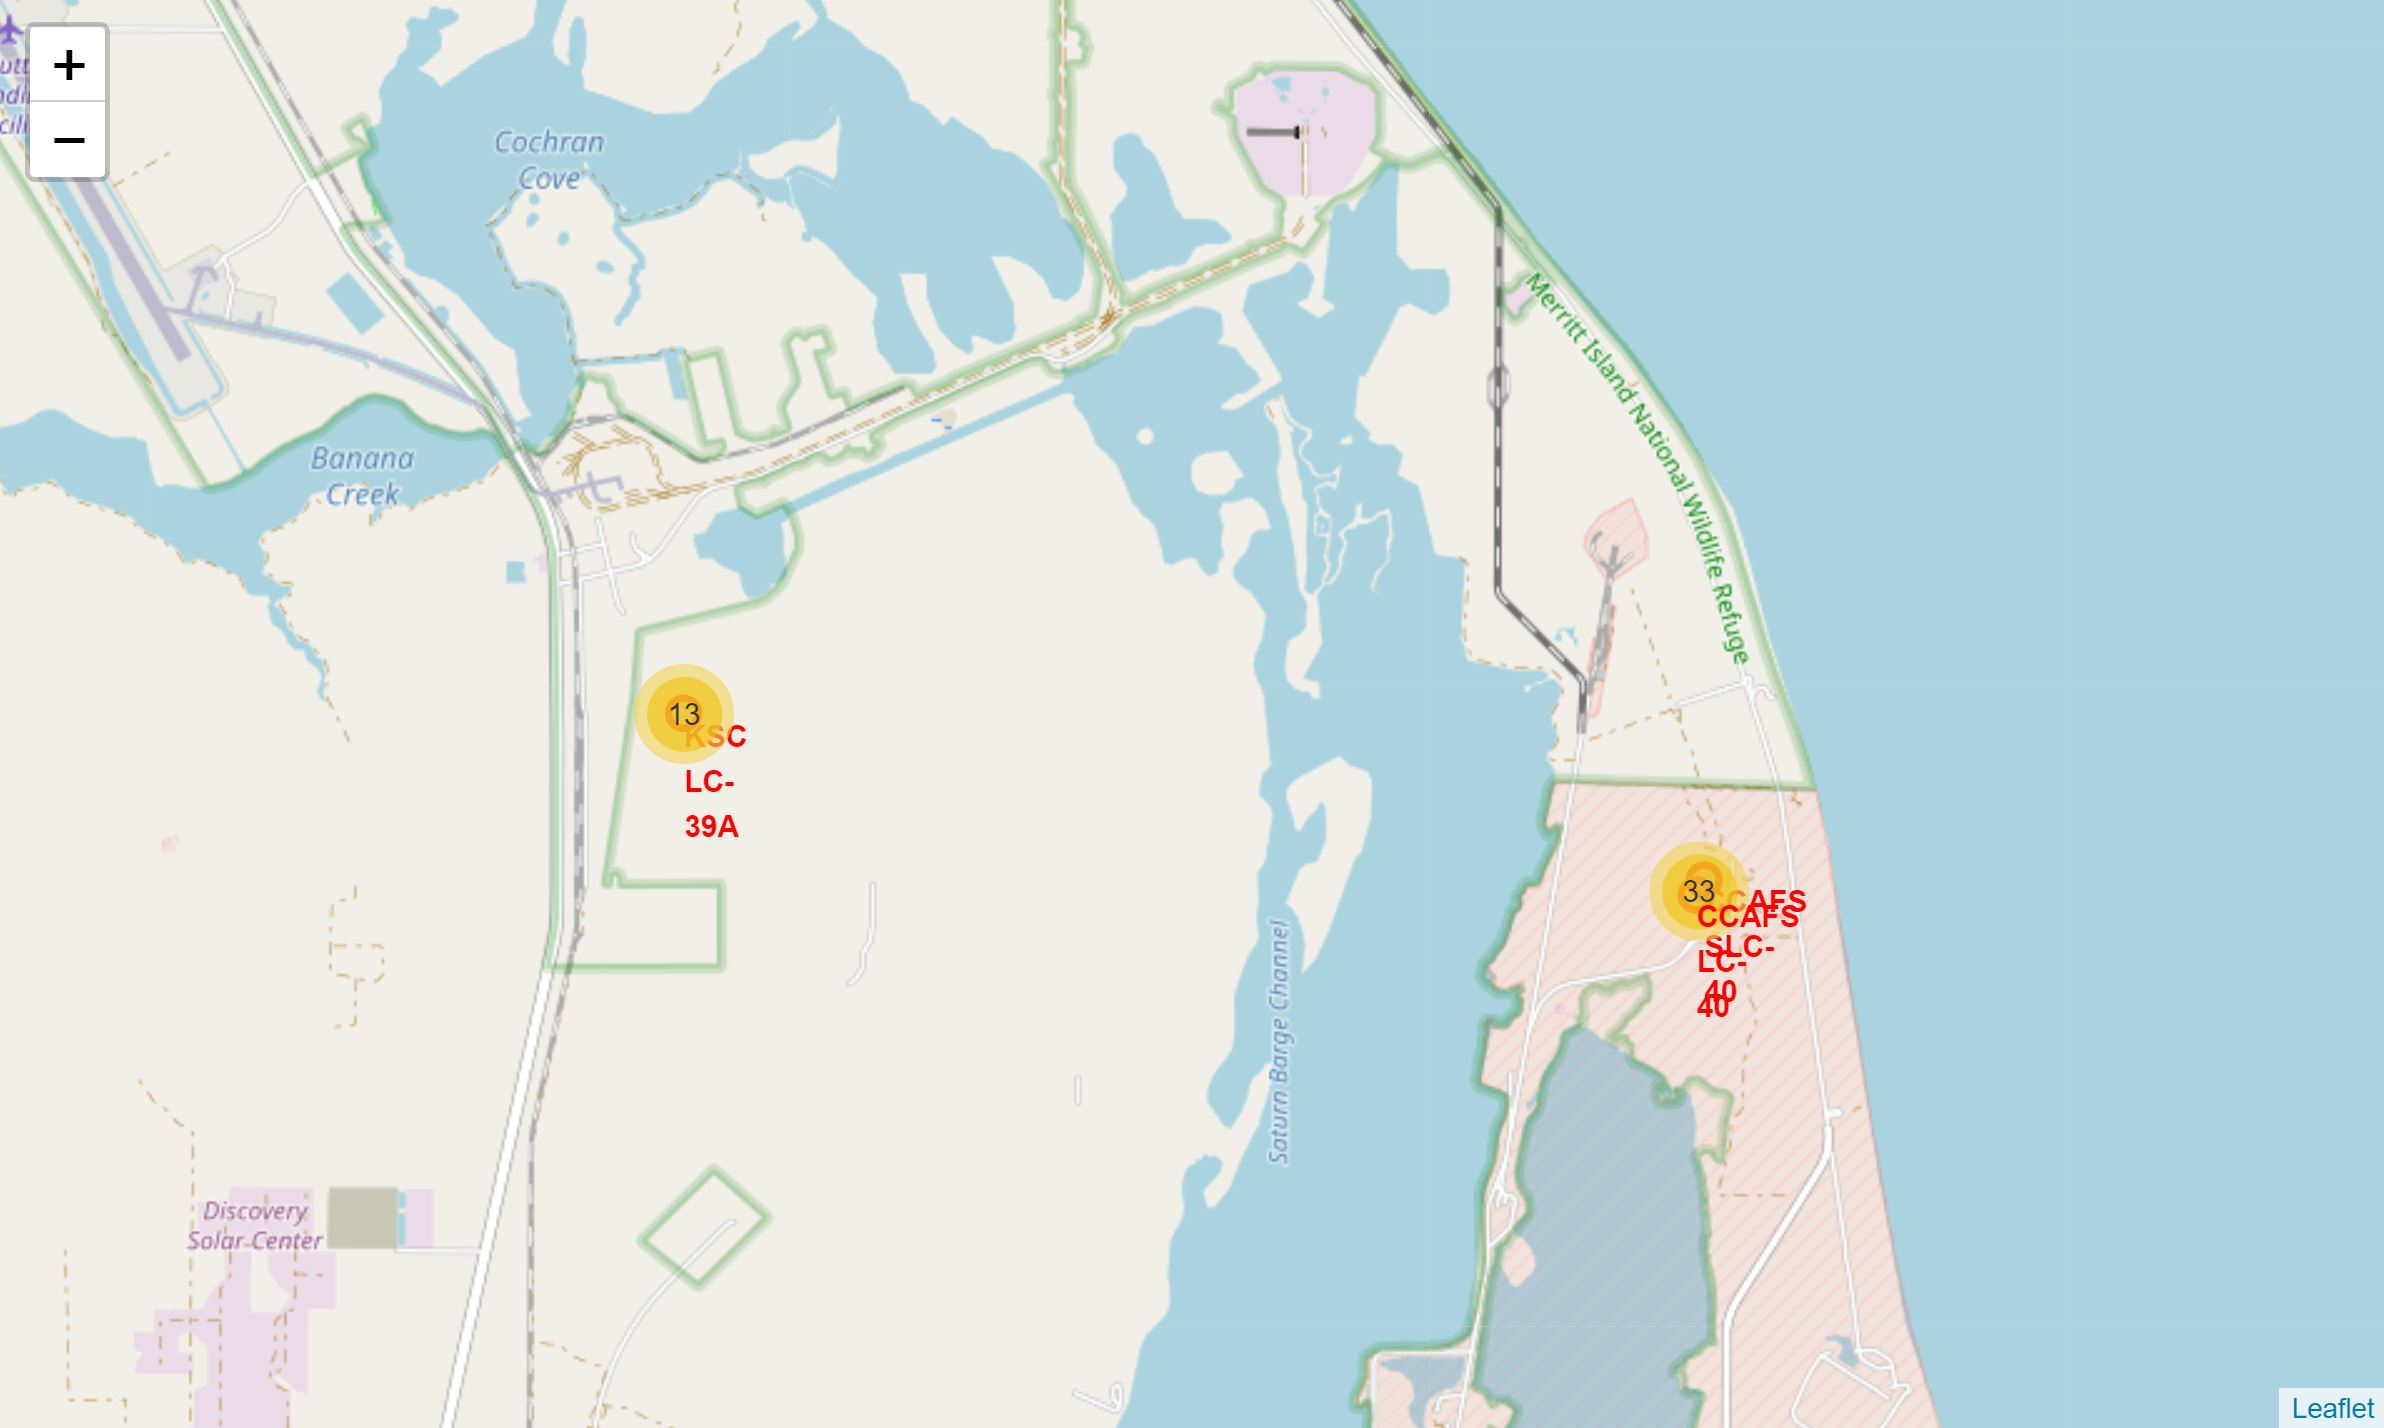 +
−
Cochran
Cove
Banana
Creek
Merritt Island National Wildlife Refuge
13
KSC
LC-
39A
33
CCAFS
SLC-
40
CCAFS
LC-
40
Saturn Barge Channel
Discovery
Solar Center
Leaflet